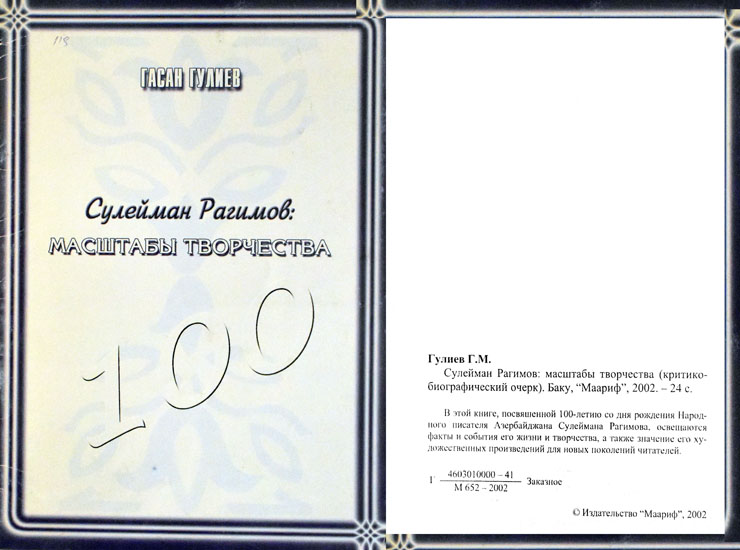 118
ГАСАН ГУЛИЕВ
Сулейман Рагимов:
МАСШТАБЫ ТВОРЧЕСТВА
100
Гулиев Г.М.
Сулейман Рагимов: масштабы творчества (критико-
биографический очерк). Баку, “Маариф”, 2002. – 24 с.
В этой книге, посвященной 100-летию со дня рождения Народ-
ного писателя Азербайджана Сулеймана Рагимова, освещаются
факты и события его жизни и творчества, а также значение его ху-
дожественных произведений для новых поколений читателей.
Г 4603010000 – 41 Заказное
М 652 – 2002
© Издательство “Маариф”, 2002